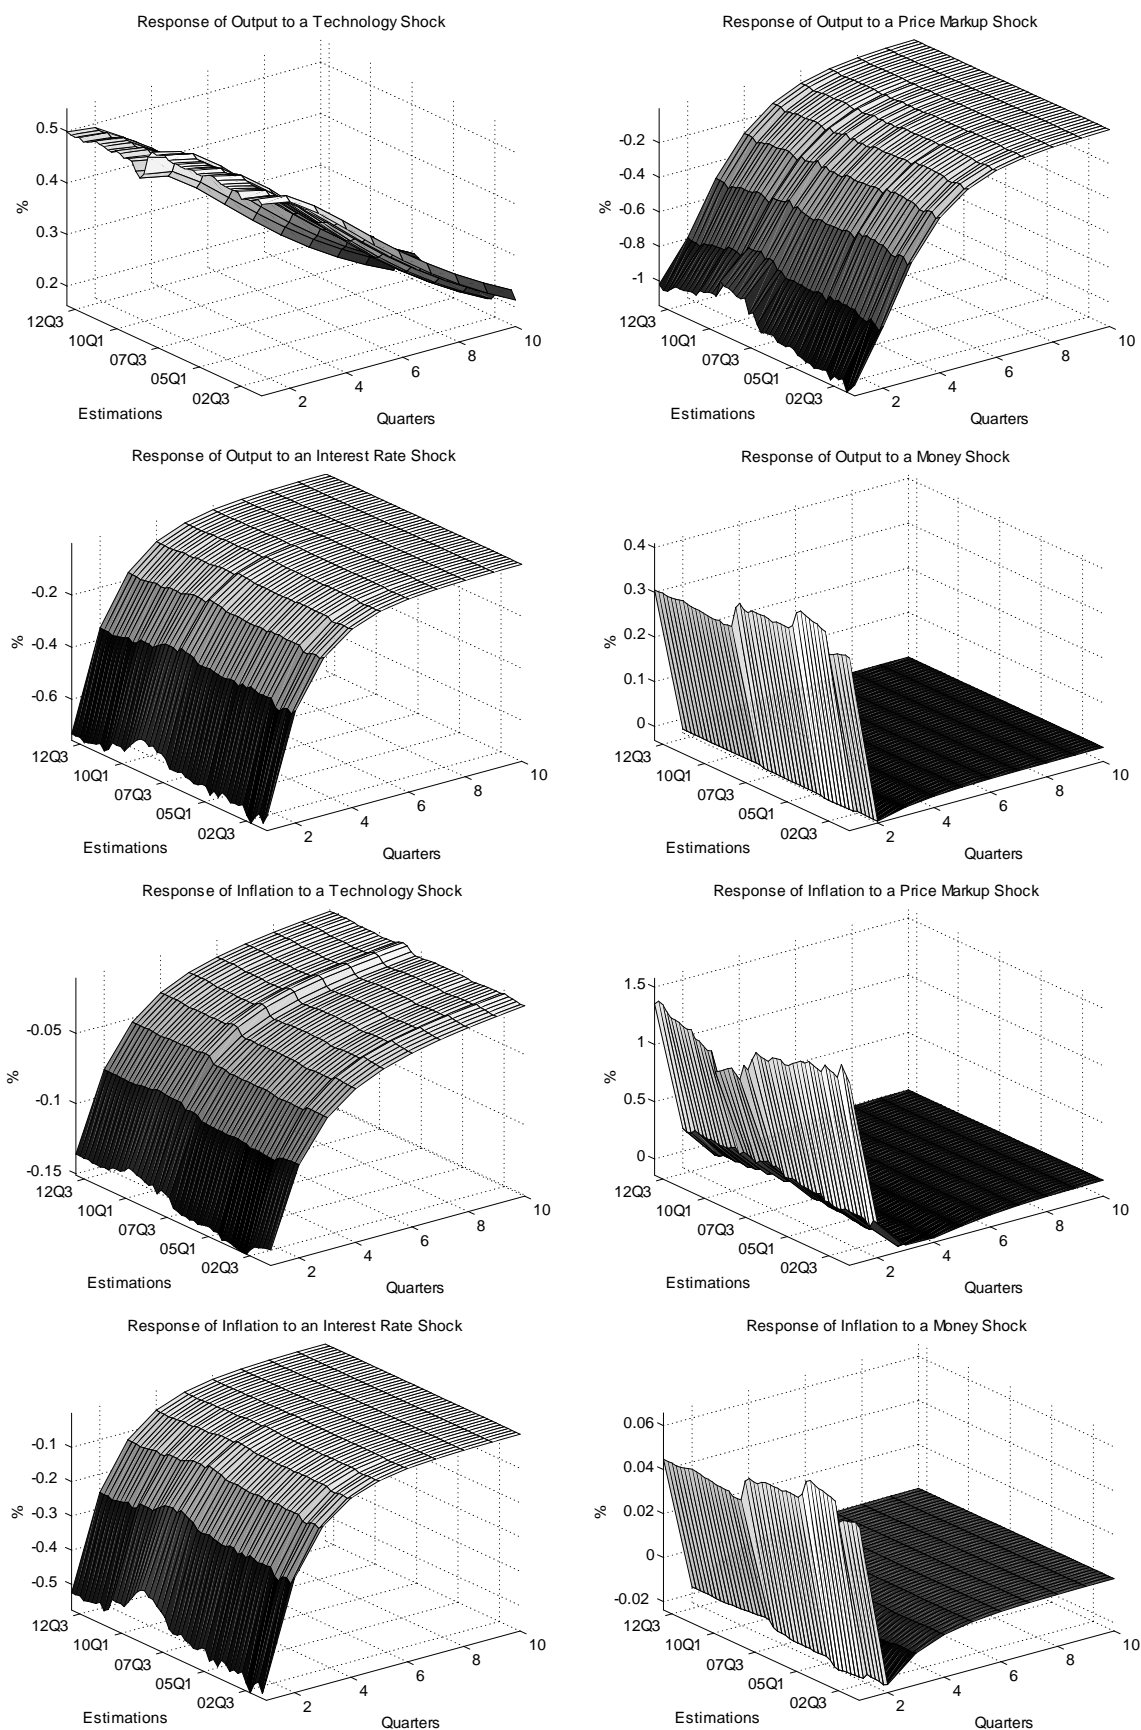 Response of Output to a Technology Shock
0.5
0.4
0.3
0.2
%
12Q3
10Q1
07Q3
05Q1
02Q3
Estimations
2
4
6
8
10
Quarters
Response of Output to a Price Markup Shock
-0.2
-0.4
-0.6
-0.8
-1
%
12Q3
10Q1
07Q3
05Q1
02Q3
Estimations
2
4
6
8
10
Quarters
Response of Output to an Interest Rate Shock
-0.2
-0.4
-0.6
%
12Q3
10Q1
07Q3
05Q1
02Q3
Estimations
2
4
6
8
10
Quarters
Response of Output to a Money Shock
0.4
0.3
0.2
0.1
0
%
12Q3
10Q1
07Q3
05Q1
02Q3
Estimations
2
4
6
8
10
Quarters
Response of Inflation to a Technology Shock
-0.05
-0.1
-0.15
%
12Q3
10Q1
07Q3
05Q1
02Q3
Estimations
2
4
6
8
10
Quarters
Response of Inflation to a Price Markup Shock
1.5
1
0.5
0
%
12Q3
10Q1
07Q3
05Q1
02Q3
Estimations
2
4
6
8
10
Quarters
Response of Inflation to an Interest Rate Shock
-0.1
-0.2
-0.3
-0.4
-0.5
%
12Q3
10Q1
07Q3
05Q1
02Q3
Estimations
2
4
6
8
10
Quarters
Response of Inflation to a Money Shock
0.06
0.04
0.02
0
-0.02
%
12Q3
10Q1
07Q3
05Q1
02Q3
Estimations
2
4
6
8
10
Quarters